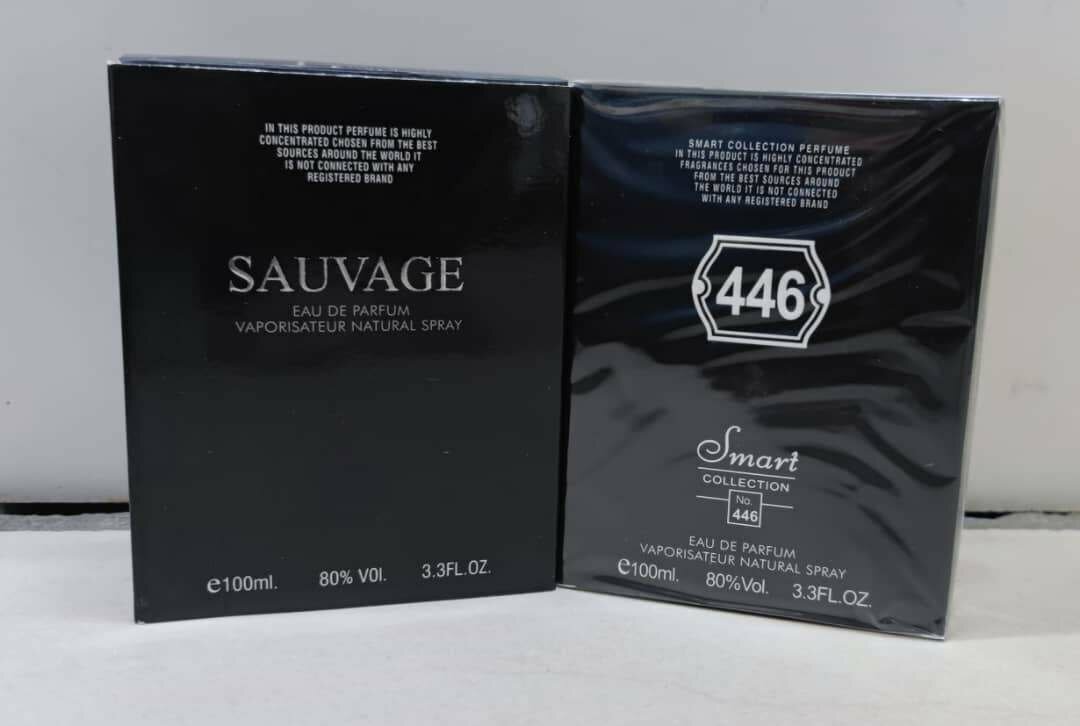 IN THIS PRODUCT PERFUME IS HIGHLY
CONCENTRATED CHOSEN FROM THE BEST
SOURCES AROUND THE WORLD IT
IS NOT CONNECTED WITH ANY
REGISTERED BRAND
SAUVAGE
EAU DE PARFUM
VAPORISATEUR NATURAL SPRAY
e100ml. 80% VOl. 3.3FL.OZ.
SMART COLLECTION PERFUME
IN THIS PRODUCT IS HIGHLY CONCENTRATED
FRAGRANCES CHOSEN FOR THIS PRODUCT
FROM THE BEST SOURCES AROUND
THE WORLD IT IS NOT CONNECTED
WITH ANY REGISTERED BRAND
446
Smart
COLLECTION
No.
446
EAU DE PARFUM
VAPORISATEUR NATURAL SPRAY
e100ml. 80%Vol. 3.3FL.OZ.